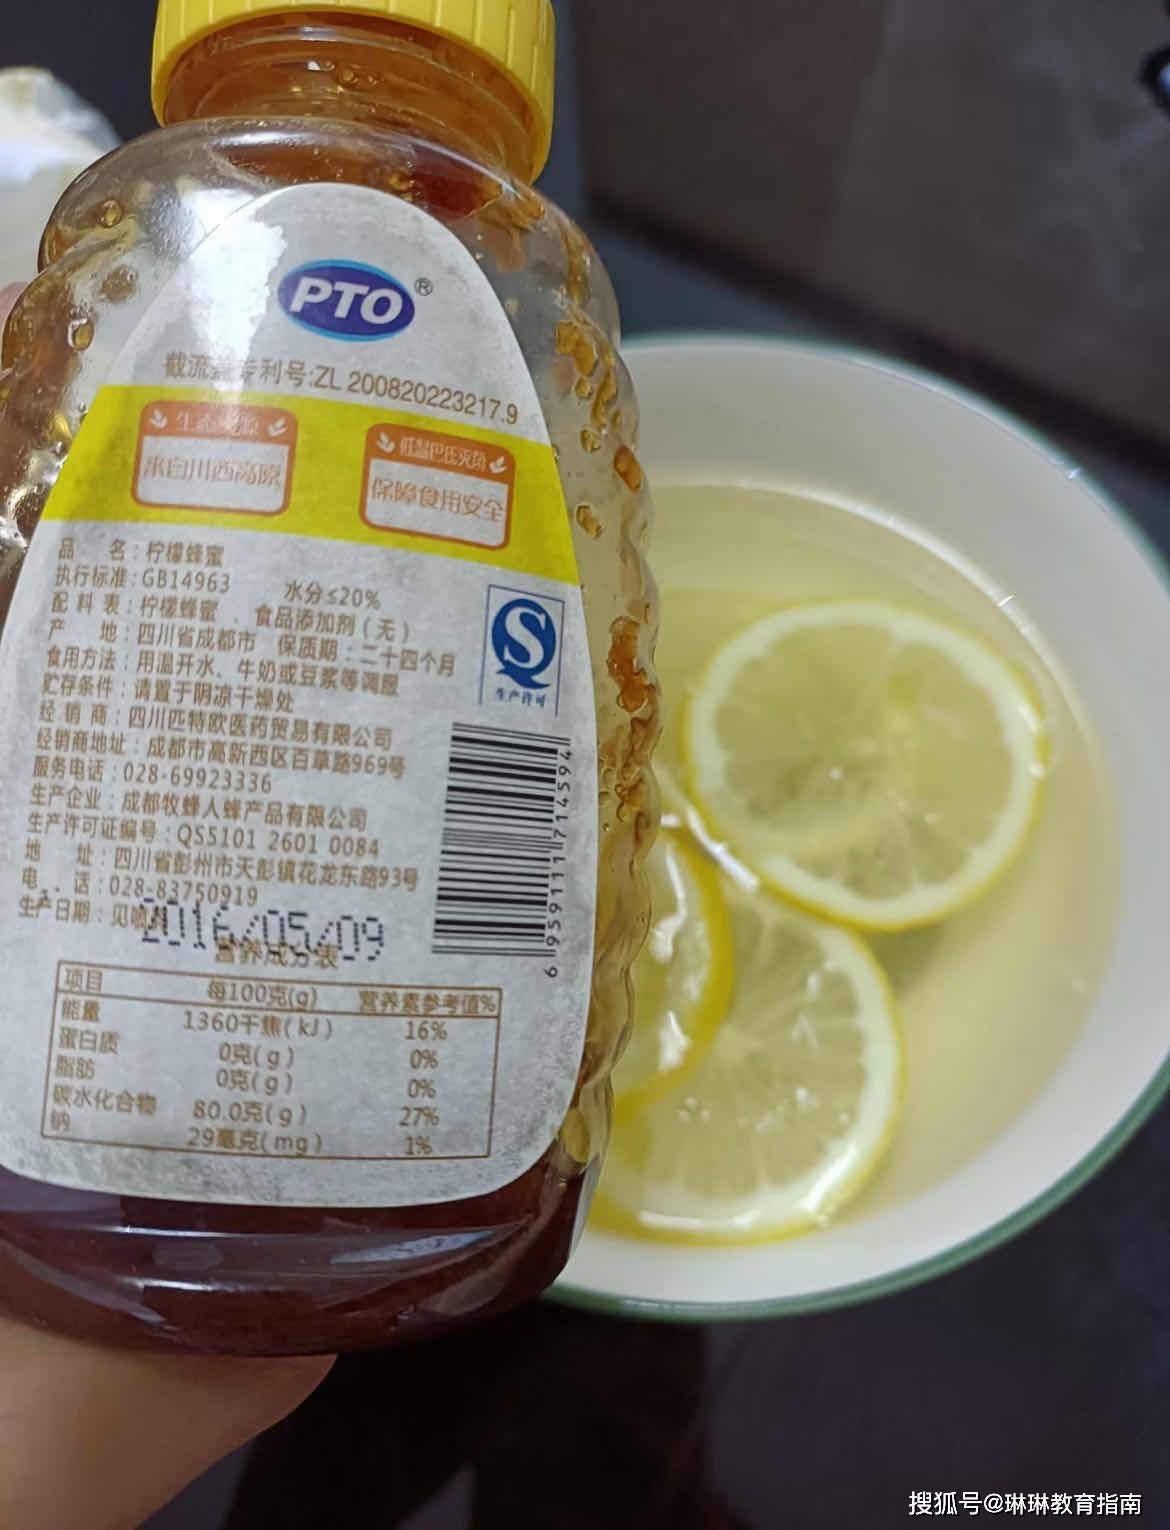 PTO®
截流盖专利号:ZL 200820223217.9
来自川西高原
低温巴氏灭菌
保障食用安全
品 名:柠檬蜂蜜
执行标准:GB14963 水分≤20%
配料表:柠檬蜂蜜、食品添加剂(无)
产 地:四川省成都市 保质期:二十四个月
食用方法:用温开水、牛奶或豆浆等调服
贮存条件:请置于阴凉干燥处
经销商:四川匹特欧医药贸易有限公司
经销商地址:成都市高新西区百草路969号
服务电话:028-69923336
生产企业:成都牧蜂人蜂产品有限公司
生产许可证编号:QS5101 2601 0084
地 址:四川省彭州市天彭镇花龙东路93号
电 话:028-83750919
生产日期:见喷
2016/05/09
生产许可
6959111714594
营养成分表
项目 每100克(g) 营养素参考值%
能量 1360千焦(kJ) 16%
蛋白质 0克(g) 0%
脂肪 0克(g) 0%
碳水化合物 80.0克(g) 27%
钠 29毫克(mg) 1%
搜狐号@琳琳教育指南